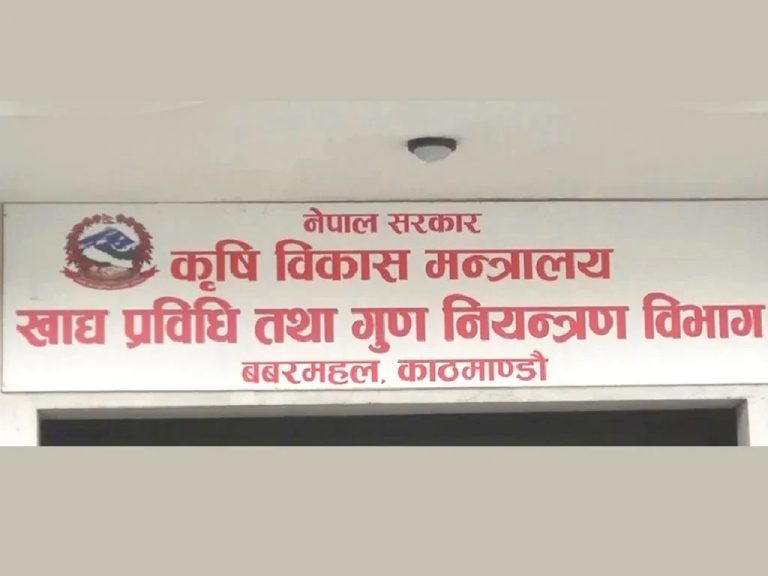 नेपाल सरकार
कृषि विकास मन्त्रालय
खाद्य प्रविधि तथा गुण नियन्त्रण विभाग
बबरमहल, काठमाण्डौ